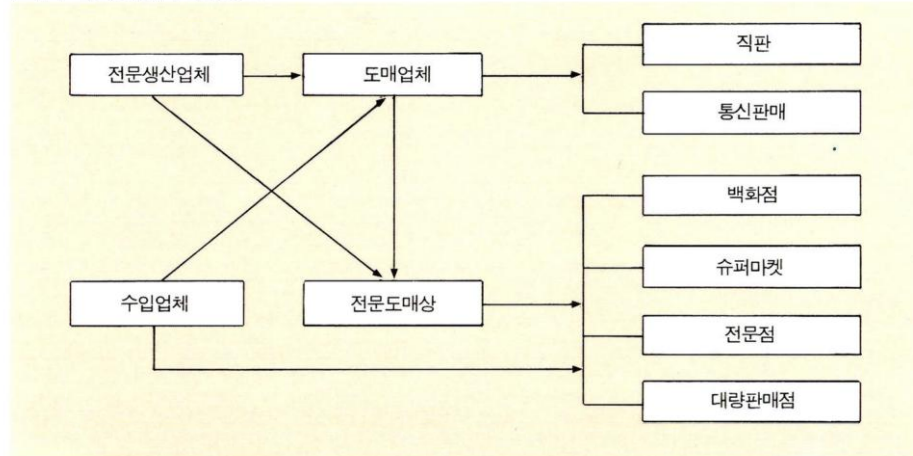 전문생산업체
도매업체
직판
통신판매
백화점
슈퍼마켓
수입업체
전문도매상
전문점
대량판매점